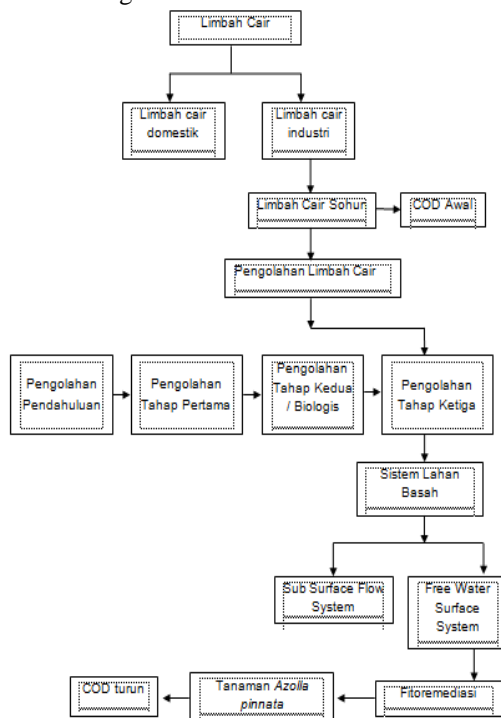 Limbah Cair
Limbah cair
domestik
Limbah cair
industri
Limbah Cair Sohun
COD Awal
Pengolahan Limbah Cair
Pengolahan
Pendahuluan
Pengolahan
Tahap Pertama
Pengolahan
Tahap Kedua
/ Biologis
Pengolahan
Tahap Ketiga
Sistem Lahan
Basah
Sub Surface Flow
System
Free Water
Surface
System
COD turun
Tanaman Azolla
pinnata
Fitoremediasi